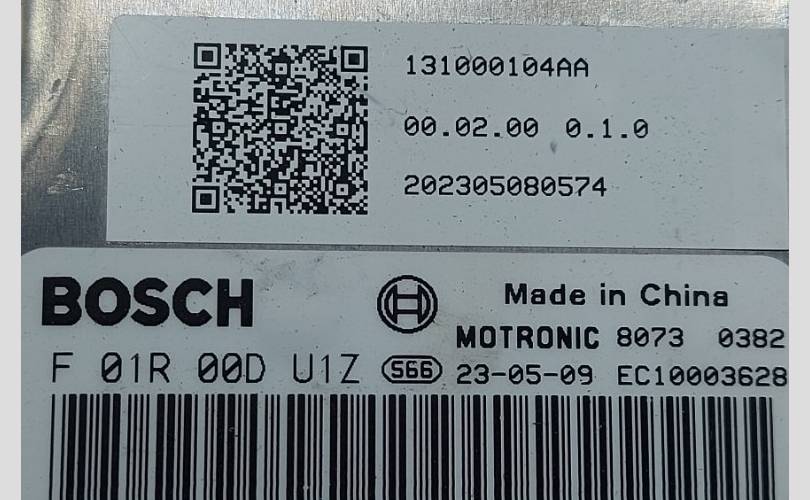 131000104AA
00.02.00 0.1.0
202305080574
BOSCH
Made in China
MOTRONIC 8073 0382
F 01R 00D U1Z 566 23-05-09 EC10003628